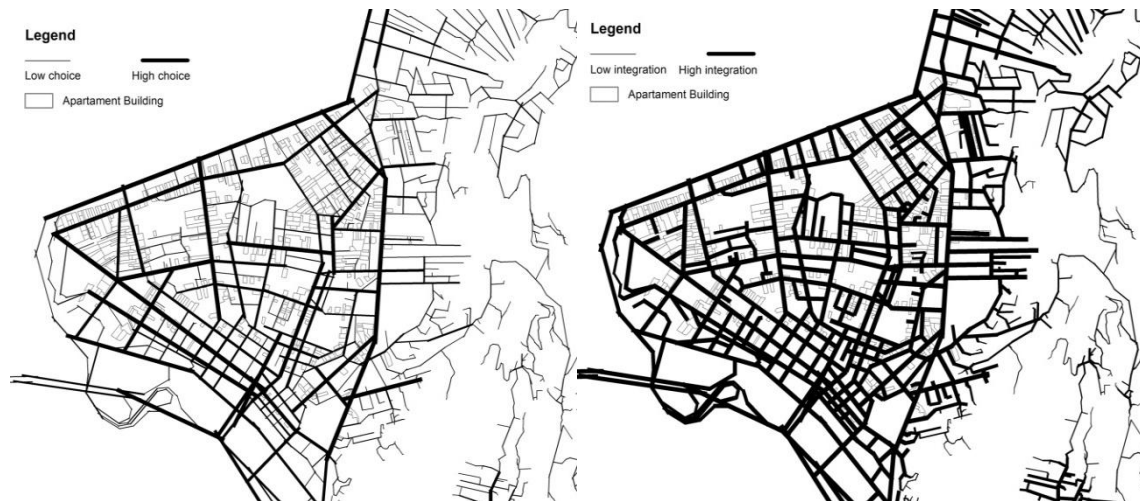 Legend
Low choice High choice
Apartament Building
Legend
Low integration High integration
Apartament Building